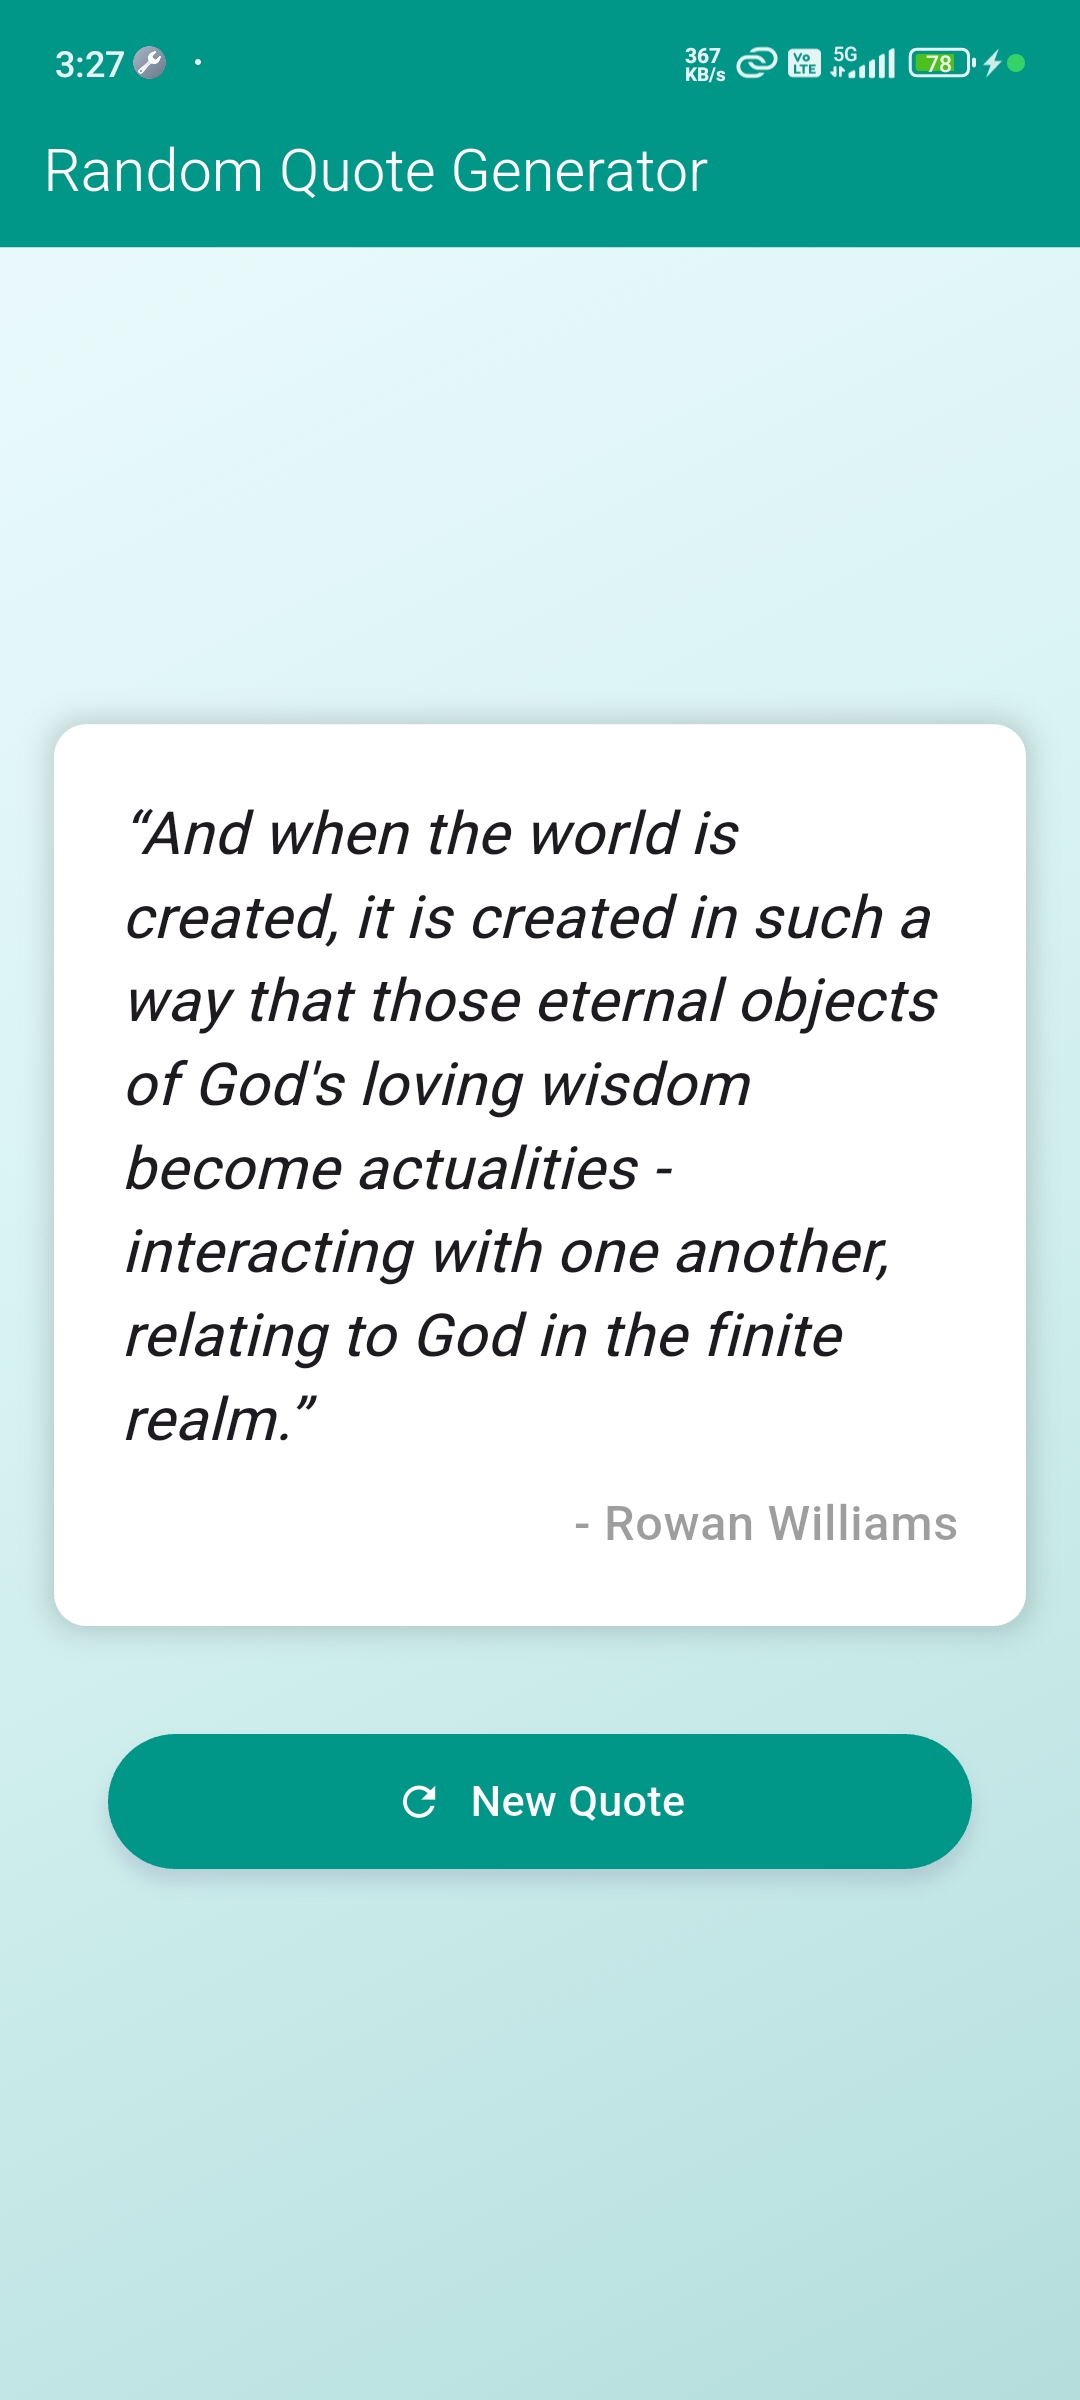 3:27
367
KB/s
Vo
LTE
5G
78
Random Quote Generator
“And when the world is
created, it is created in such a
way that those eternal objects
of God's loving wisdom
become actualities -
interacting with one another,
relating to God in the finite
realm.”
- Rowan Williams
New Quote